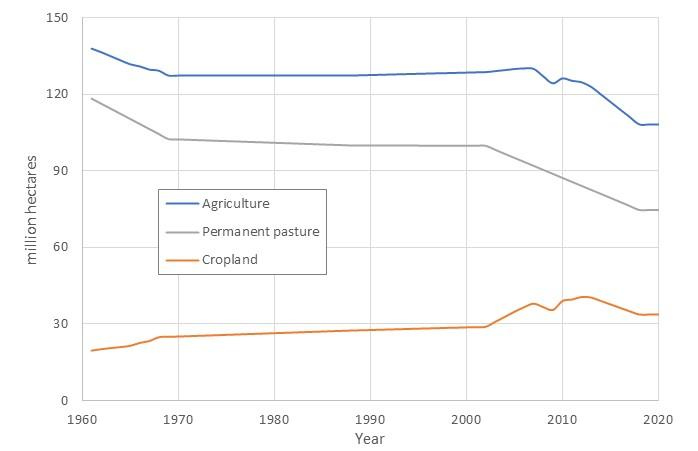 150
120
90
60
30
0
million hectares
Agriculture
Permanent pasture
Cropland
1960 1970 1980 1990 2000 2010 2020
Year